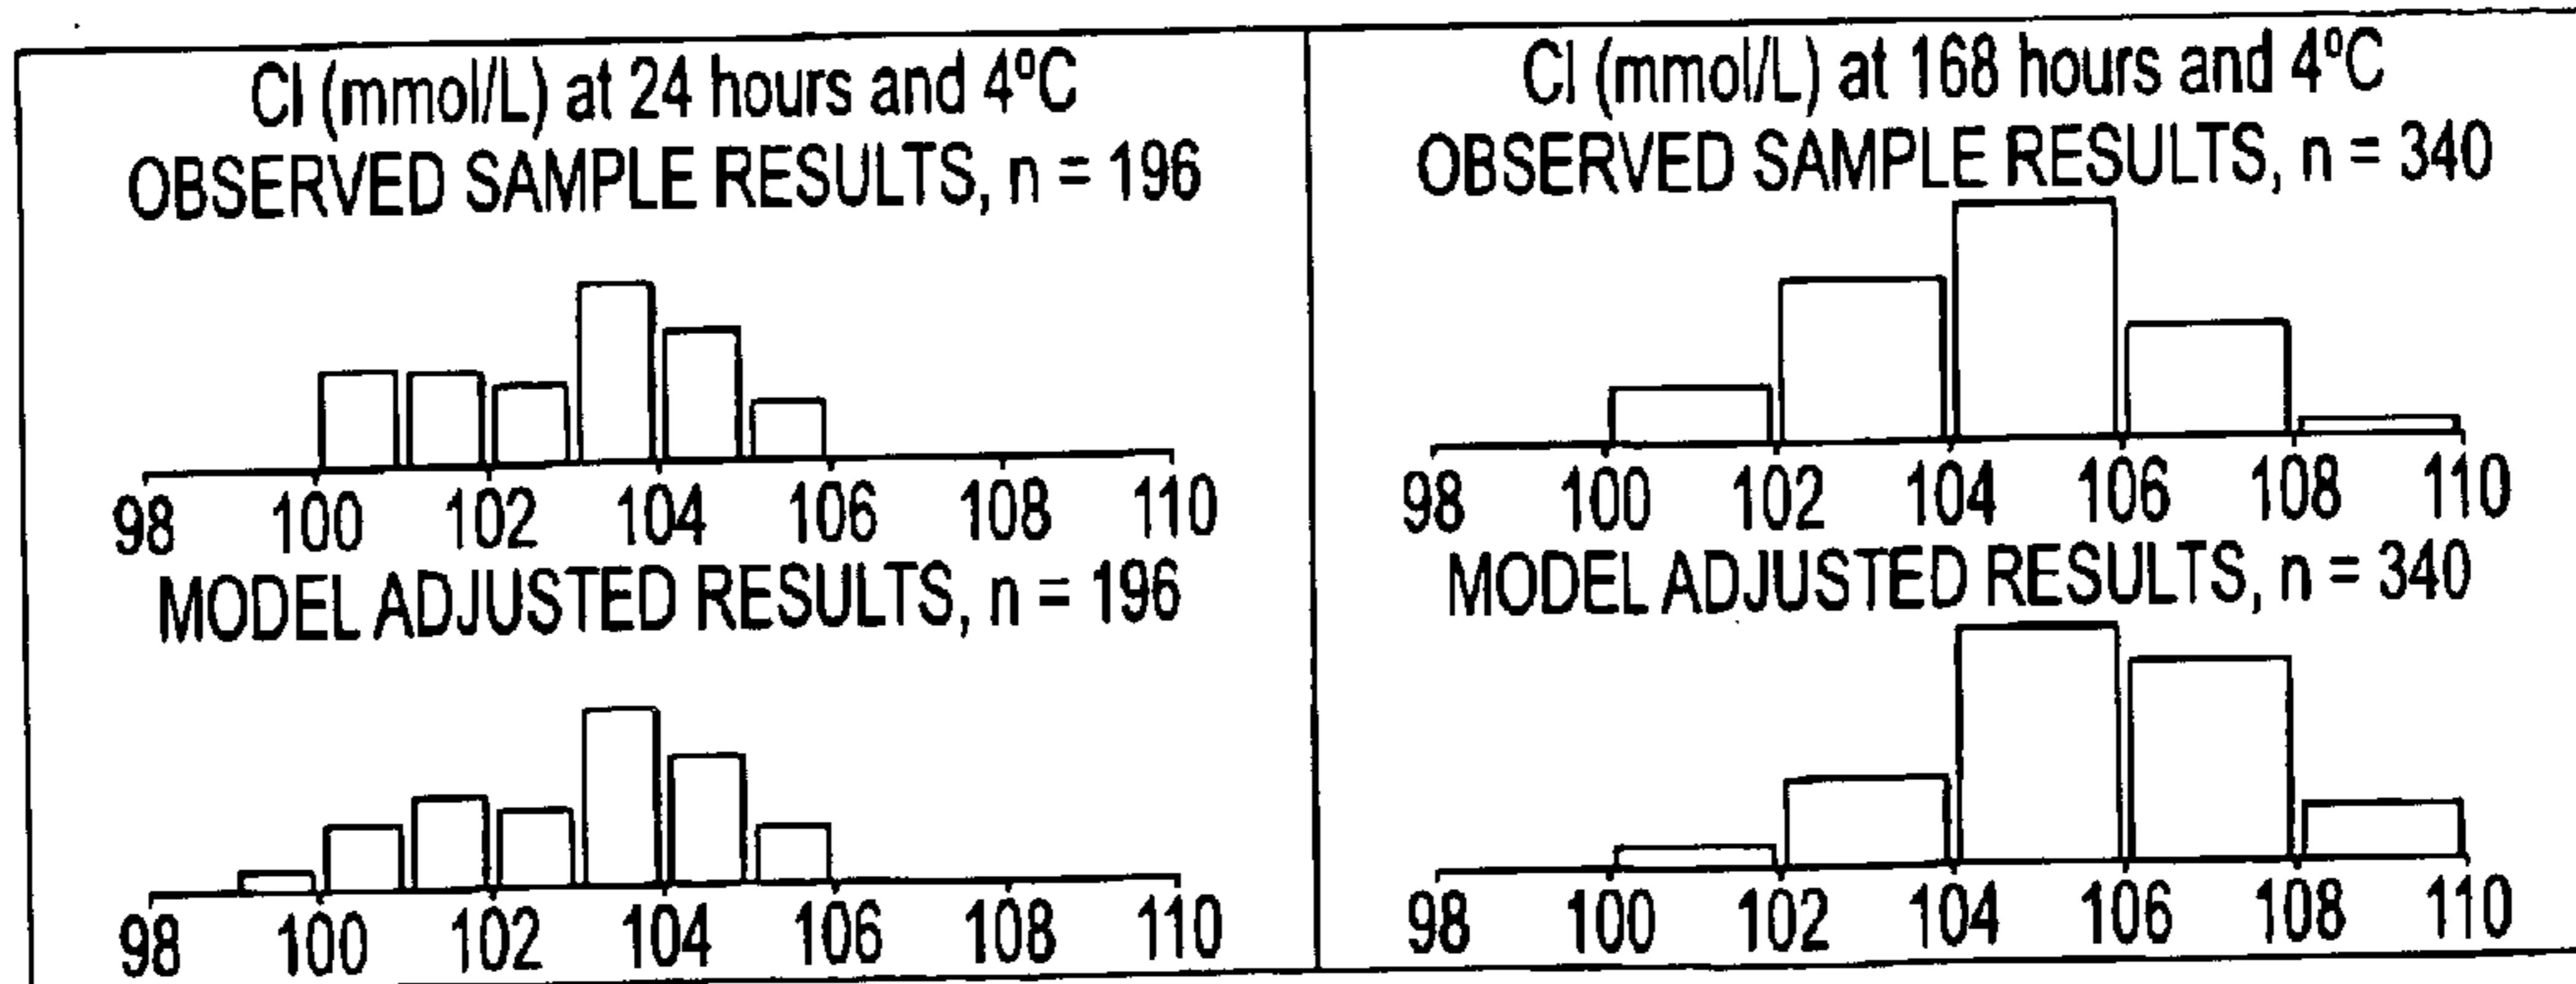 Cl (mmol/L) at 24 hours and 4ºC
OBSERVED SAMPLE RESULTS, n = 196
98 100 102 104 106 108 110
MODEL ADJUSTED RESULTS, n = 196
98 100 102 104 106 108 110
Cl (mmol/L) at 168 hours and 4ºC
OBSERVED SAMPLE RESULTS, n = 340
98 100 102 104 106 108 110
MODEL ADJUSTED RESULTS, n = 340
98 100 102 104 106 108 110